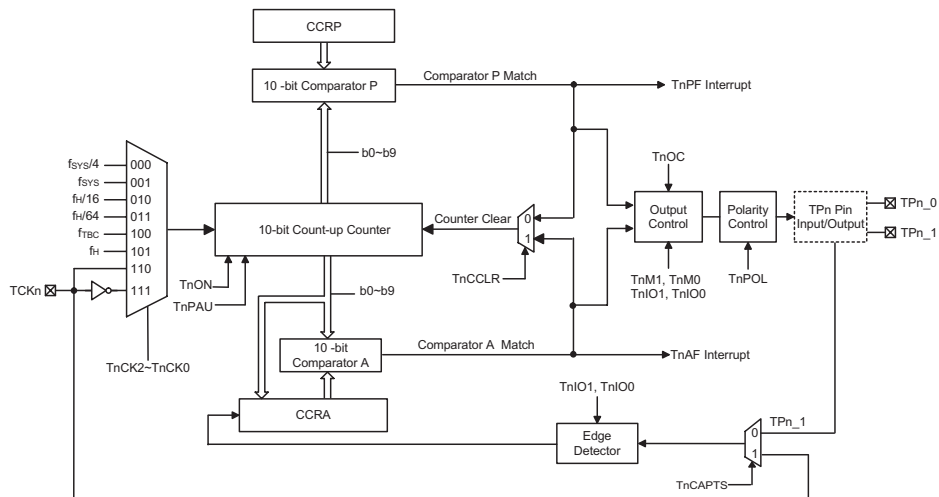 CCRP
10 -bit Comparator P
Comparator P Match
TnPF Interrupt
b0~b9
fSYS/4
000
fSYS
001
fH/16
010
fH/64
011
fTBC
100
fH
101
110
111
TCKn
TnCK2~TnCK0
10-bit Count-up Counter
TnON
TnPAU
Counter Clear
0
1
TnCCLR
TnOC
Output
Control
TnM1, TnM0
TnIO1, TnIO0
Polarity
Control
TnPOL
TPn Pin
Input/Output
TPn_0
TPn_1
b0~b9
10 -bit
Comparator A
Comparator A Match
TnAF Interrupt
CCRA
TnIO1, TnIO0
Edge
Detector
TPn_1
0
1
TnCAPTS